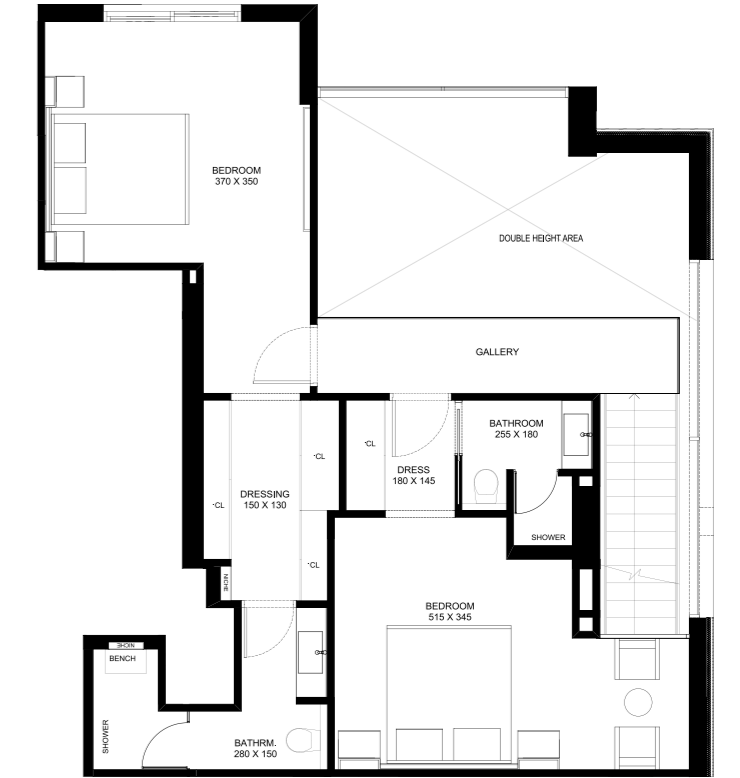 BEDROOM
370 X 350
DOUBLE HEIGHT AREA
GALLERY
BATHROOM
255 X 180
CL
CL
DRESS
180 X 145
DRESSING
150 X 130
CL
CL
SHOWER
NICHE
BEDROOM
515 X 345
NICHE
BENCH
SHOWER
BATHRM.
280 X 150